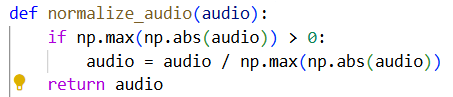 def normalize_audio(audio):
    if np.max(np.abs(audio)) > 0:
        audio = audio / np.max(np.abs(audio))
    return audio